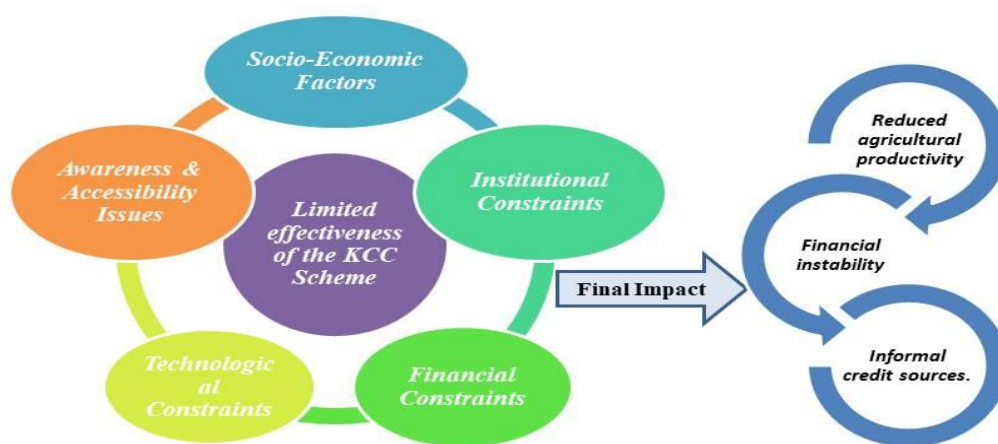 Socio-Economic
Factors
Awareness &
Accessibility
Issues
Institutional
Constraints
Limited
effectiveness
of the KCC
Scheme
Technologic
al
Constraints
Financial
Constraints
Final Impact
Reduced
agricultural
productivity
Financial
instability
Informal
credit sources.